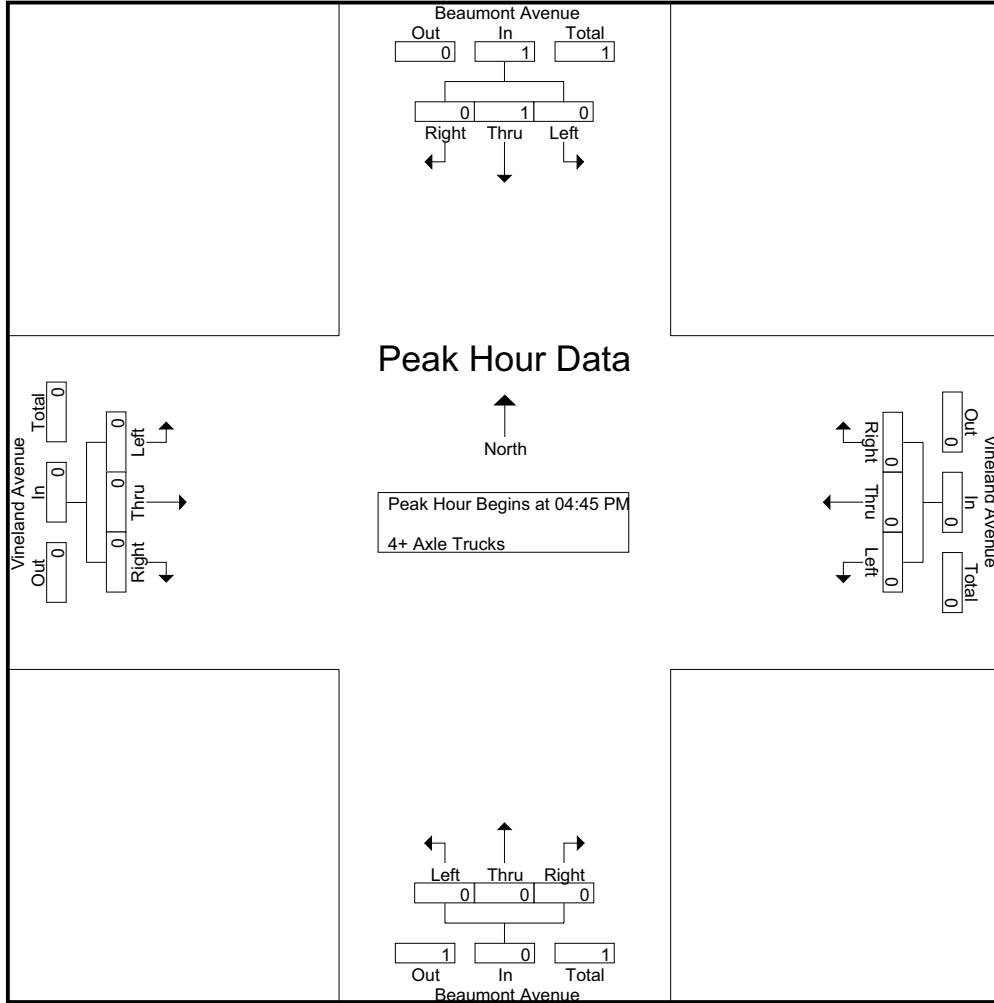 Beaumont Avenue
Out In Total
0 1 1
0 1 0
Right Thru Left
Peak Hour Data
North
Peak Hour Begins at 04:45 PM
4+ Axle Trucks
Vineland Avenue
Total In Out
0 0 0
0 0 0
Left Thru Right
Vineland Avenue
Out In Total
0 0 0
0 0 0
Right Thru Left
Left Thru Right
0 0 0
1 0 1
Out In Total
Beaumont Avenue